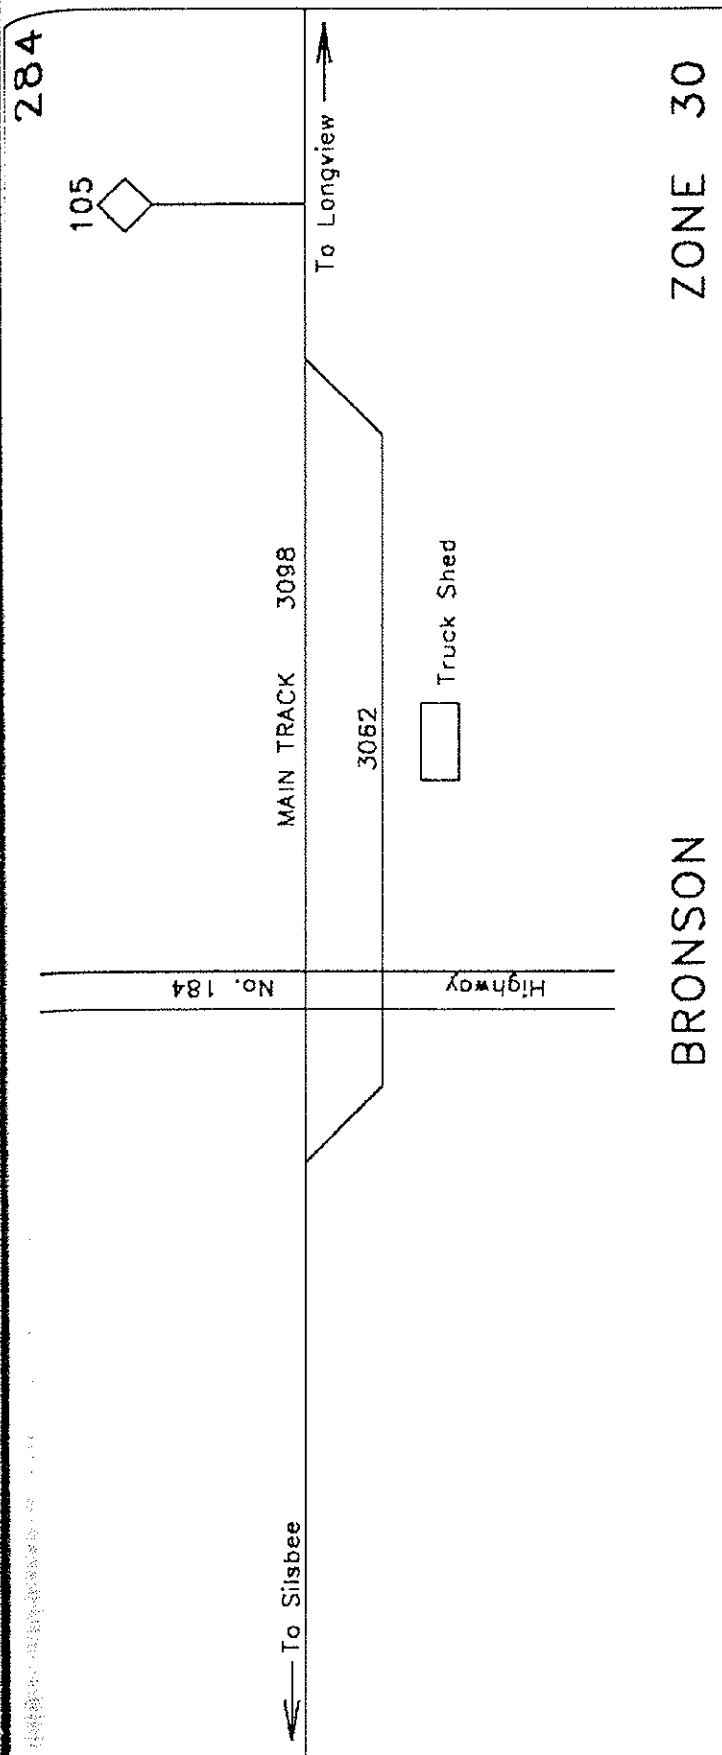 284
105
To Longview
MAIN TRACK 3098
3062
Truck Shed
No. 184
Highway
To Silsbee
BRONSON ZONE 30